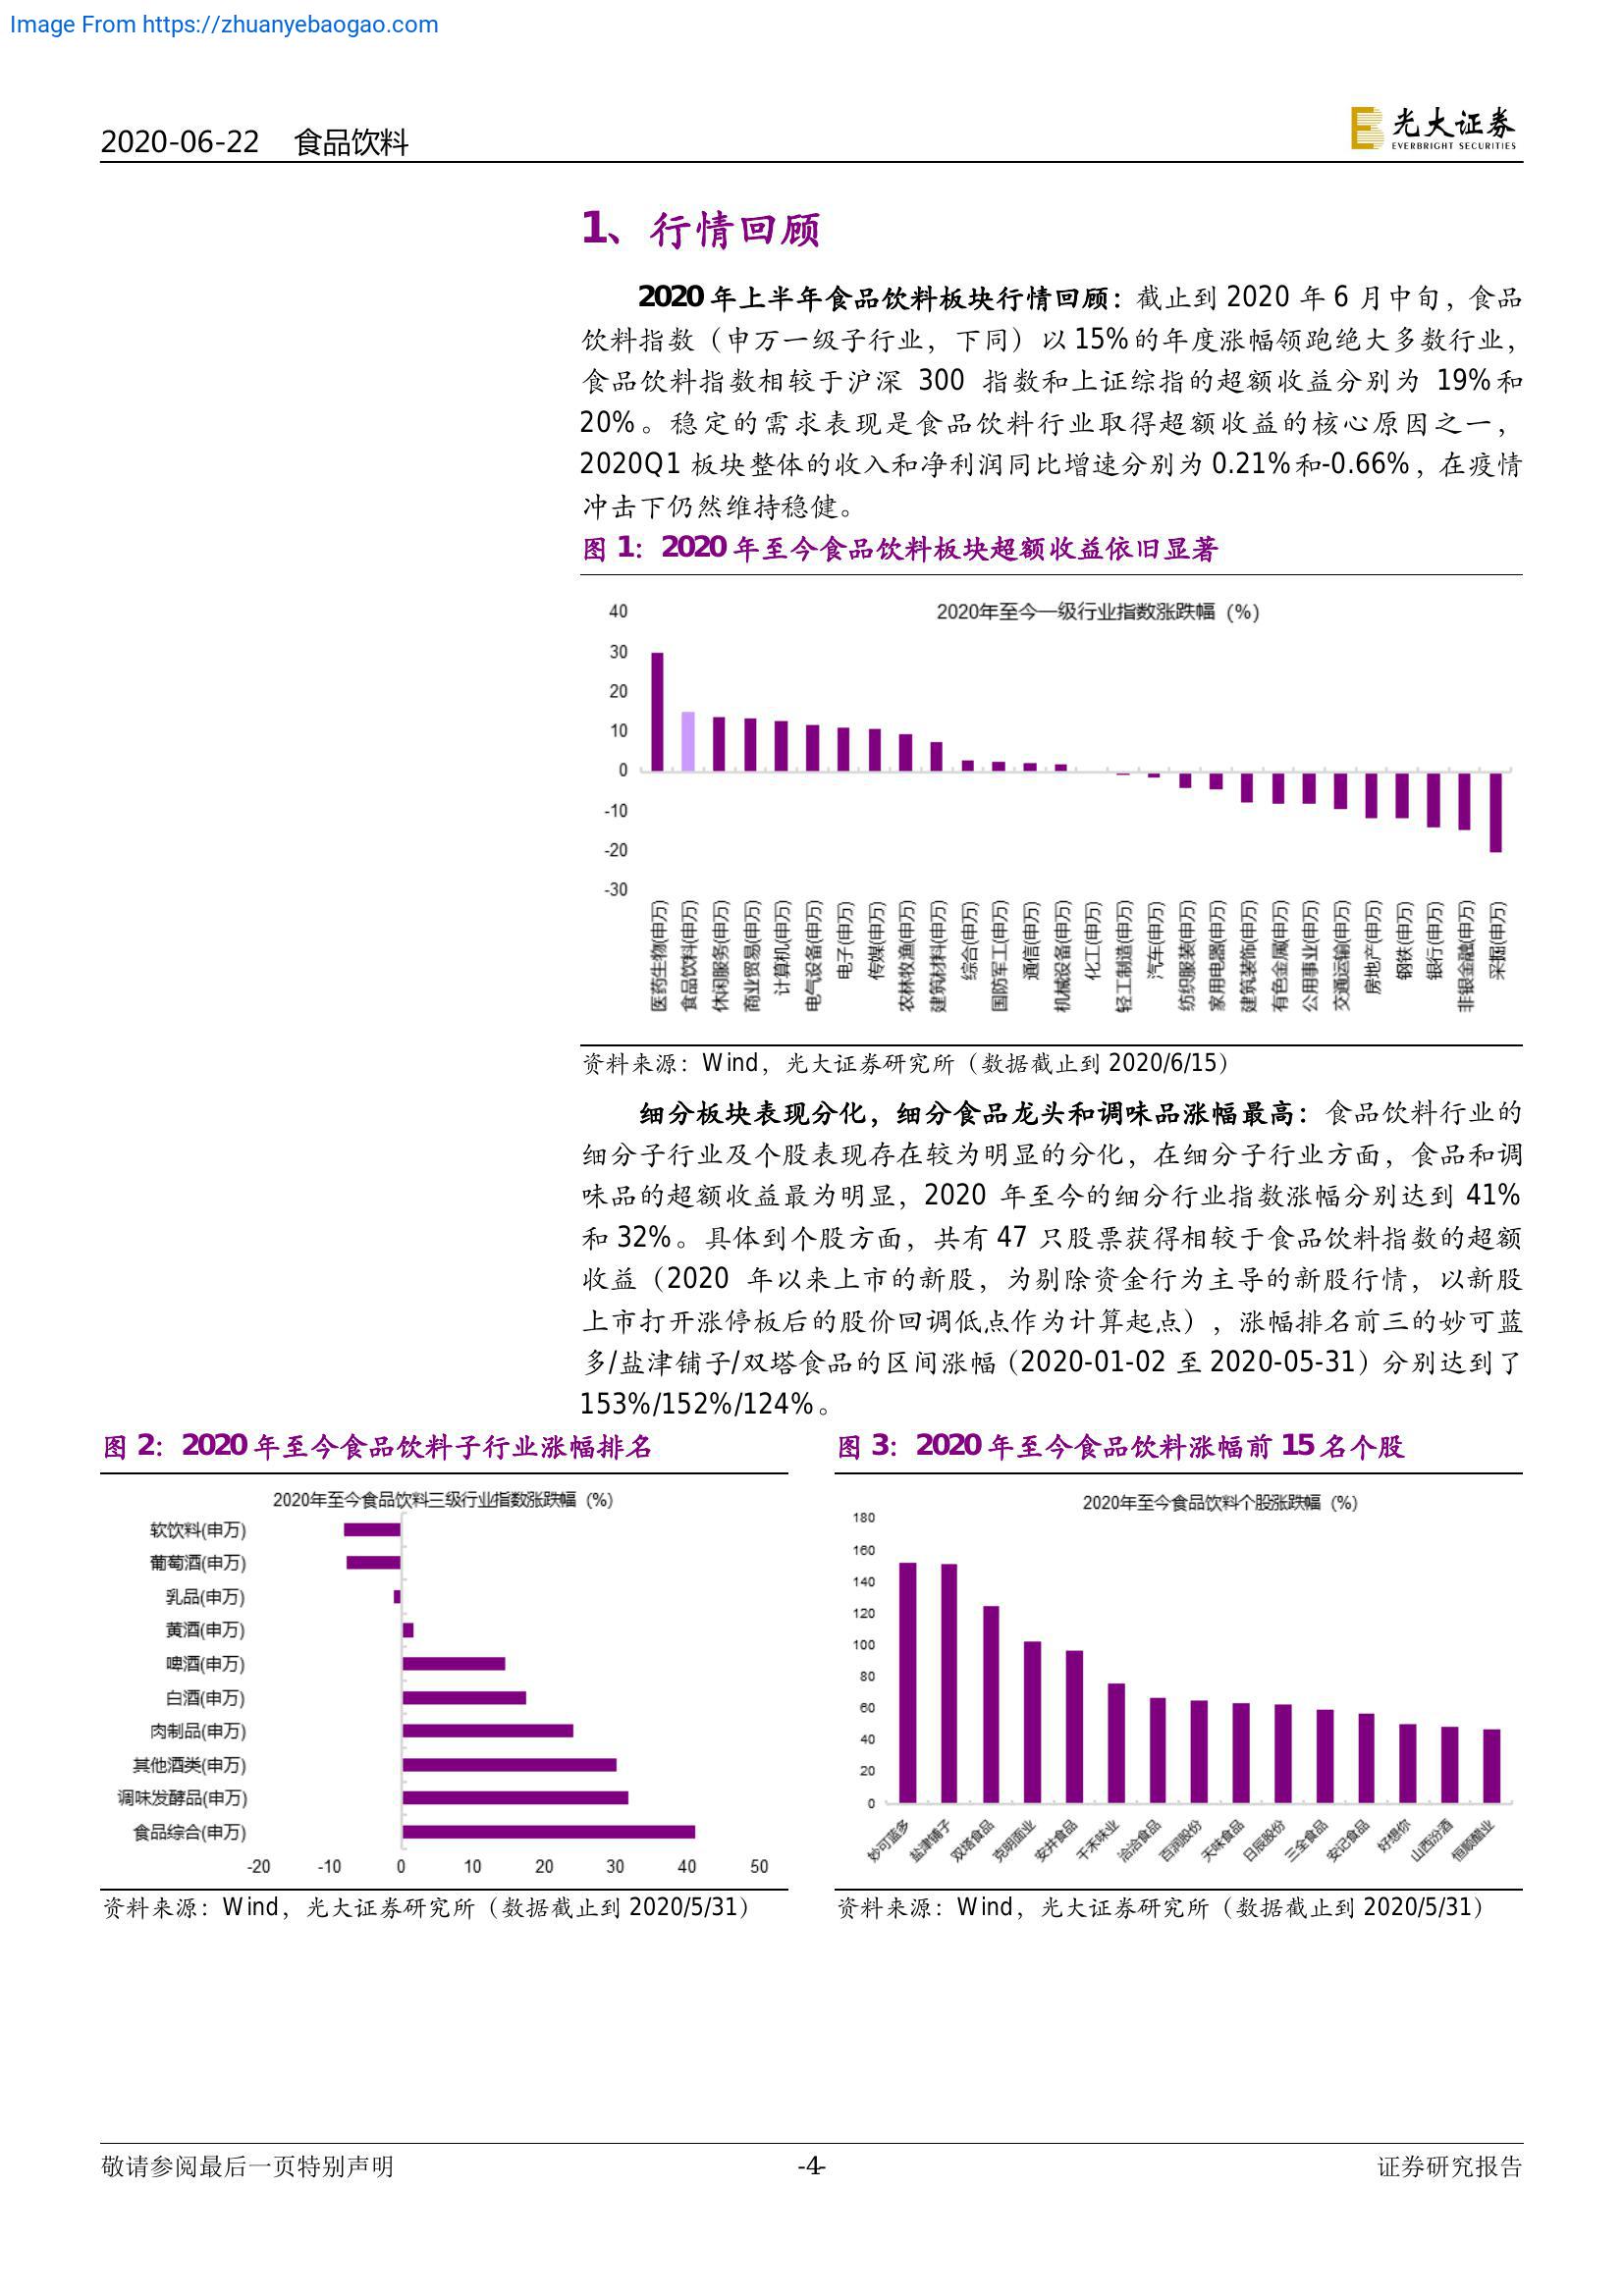 Image From https://zhuanyebaogao.com
2020-06-22 食品饮料
光大证券
EVERBRIGHT SECURITIES
1、行情回顾
2020 年上半年食品饮料板块行情回顾：截止到 2020 年 6 月中旬，食品
饮料指数（申万一级子行业，下同）以 15%的年度涨幅领跑绝大多数行业，
食品饮料指数相较于沪深 300 指数和上证综指的超额收益分别为 19%和
20%。稳定的需求表现是食品饮料行业取得超额收益的核心原因之一，
2020Q1 板块整体的收入和净利润同比增速分别为 0.21%和-0.66%，在疫情
冲击下仍然维持稳健。
图 1：2020 年至今食品饮料板块超额收益依旧显著
2020年至今一级行业指数涨跌幅（%）
40
30
20
10
0
-10
-20
-30
医药生物(申万)
食品饮料(申万)
休闲服务(申万)
商业贸易(申万)
计算机(申万)
电气设备(申万)
电子(申万)
传媒(申万)
农林牧渔(申万)
建筑材料(申万)
综合(申万)
国防军工(申万)
通信(申万)
机械设备(申万)
化工(申万)
轻工制造(申万)
汽车(申万)
纺织服装(申万)
家用电器(申万)
建筑装饰(申万)
有色金属(申万)
公用事业(申万)
交通运输(申万)
房地产(申万)
钢铁(申万)
银行(申万)
非银金融(申万)
采掘(申万)
资料来源：Wind，光大证券研究所（数据截止到 2020/6/15）
细分板块表现分化，细分食品龙头和调味品涨幅最高：食品饮料行业的
细分子行业及个股表现存在较为明显的分化，在细分子行业方面，食品和调
味品的超额收益最为明显，2020 年至今的细分行业指数涨幅分别达到 41%
和 32%。具体到个股方面，共有 47 只股票获得相较于食品饮料指数的超额
收益（2020 年以来上市的新股，为剔除资金行为主导的新股行情，以新股
上市打开涨停板后的股价回调低点作为计算起点），涨幅排名前三的妙可蓝
多/盐津铺子/双塔食品的区间涨幅（2020-01-02 至 2020-05-31）分别达到了
153%/152%/124%。
图 2：2020 年至今食品饮料子行业涨幅排名
2020年至今食品饮料三级行业指数涨跌幅（%）
软饮料(申万)
葡萄酒(申万)
乳品(申万)
黄酒(申万)
啤酒(申万)
白酒(申万)
肉制品(申万)
其他酒类(申万)
调味发酵品(申万)
食品综合(申万)
-20 -10 0 10 20 30 40 50
资料来源：Wind，光大证券研究所（数据截止到 2020/5/31）
图 3：2020 年至今食品饮料涨幅前 15 名个股
2020年至今食品饮料个股涨跌幅（%）
180
160
140
120
100
80
60
40
20
0
妙可蓝多
盐津铺子
双塔食品
克明面业
安井食品
千禾味业
洽洽食品
百润股份
天味食品
日辰股份
三全食品
安记食品
好想你
山西汾酒
恒顺醋业
资料来源：Wind，光大证券研究所（数据截止到 2020/5/31）
敬请参阅最后一页特别声明
-4-
证券研究报告